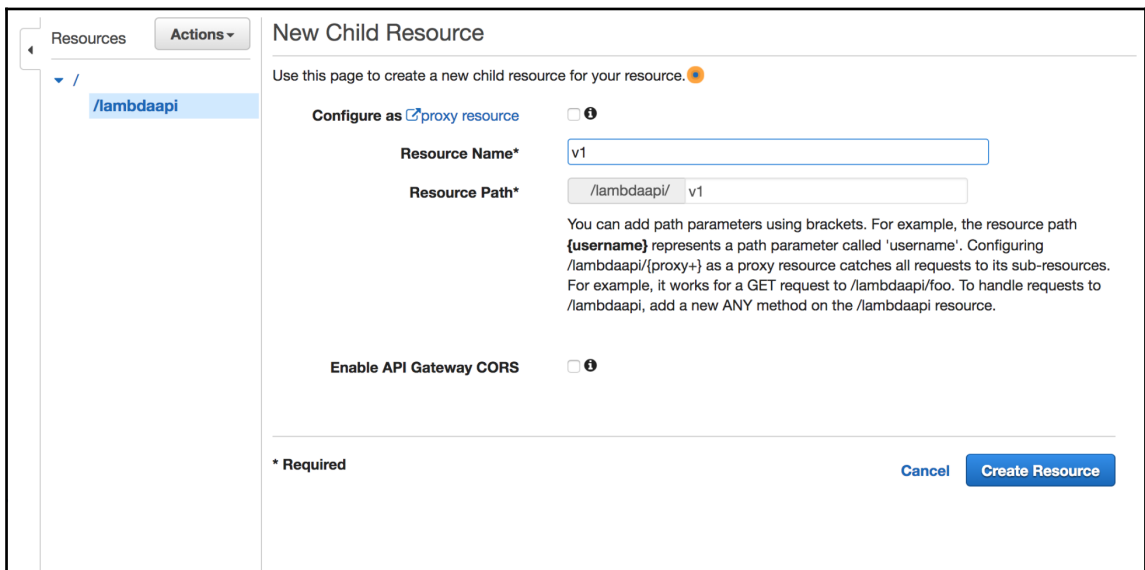 Resources
Actions
New Child Resource
Use this page to create a new child resource for your resource.
/
/lambdaapi
Configure as proxy resource
Resource Name*
v1
Resource Path*
/lambdaapi/ v1
You can add path parameters using brackets. For example, the resource path
{username} represents a path parameter called 'username'. Configuring
/lambdaapi/{proxy+} as a proxy resource catches all requests to its sub-resources.
For example, it works for a GET request to /lambdaapi/foo. To handle requests to
/lambdaapi, add a new ANY method on the /lambdaapi resource.
Enable API Gateway CORS
* Required
Cancel
Create Resource